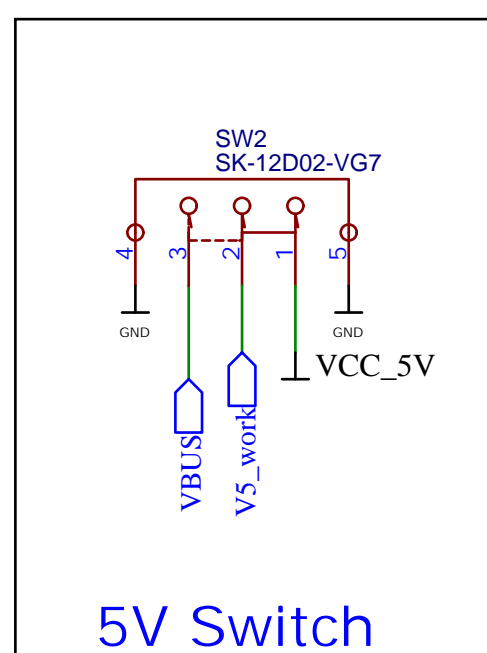 SW2
SK-12D02-VG7
4
3
2
1
5
GND
GND
VCC_5V
VBUS
V5_work
5V Switch